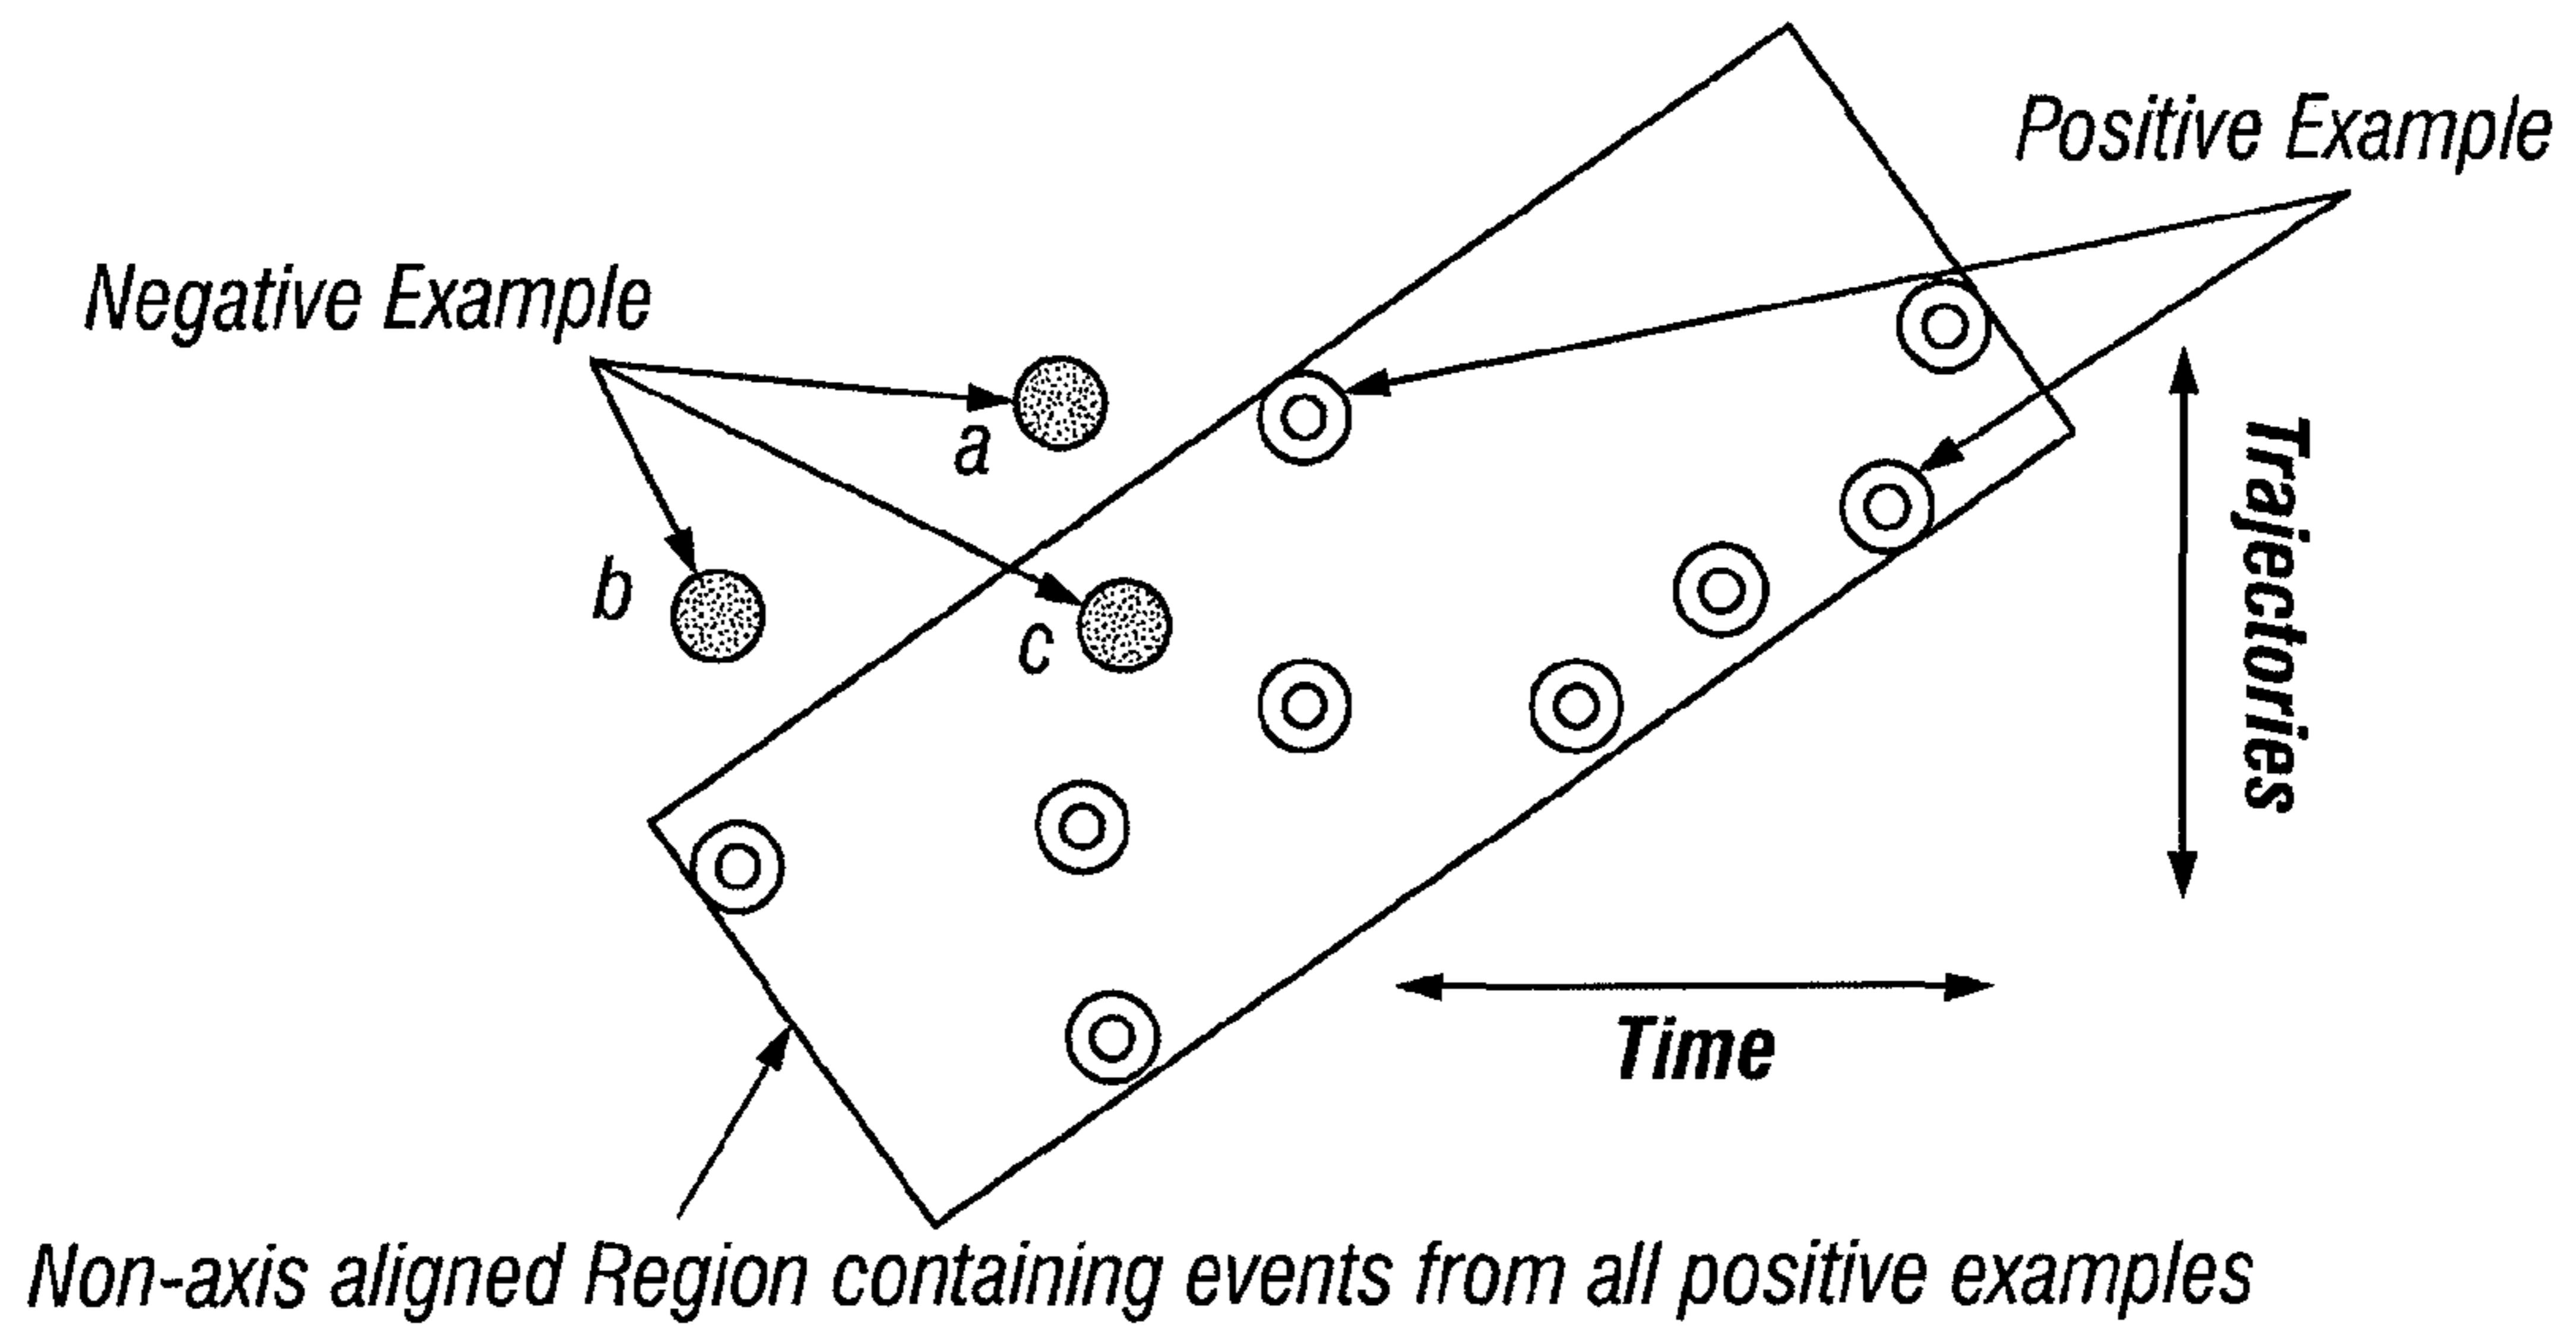 Positive Example
Negative Example
a
b
c
Trajectories
Time
Non-axis aligned Region containing events from all positive examples